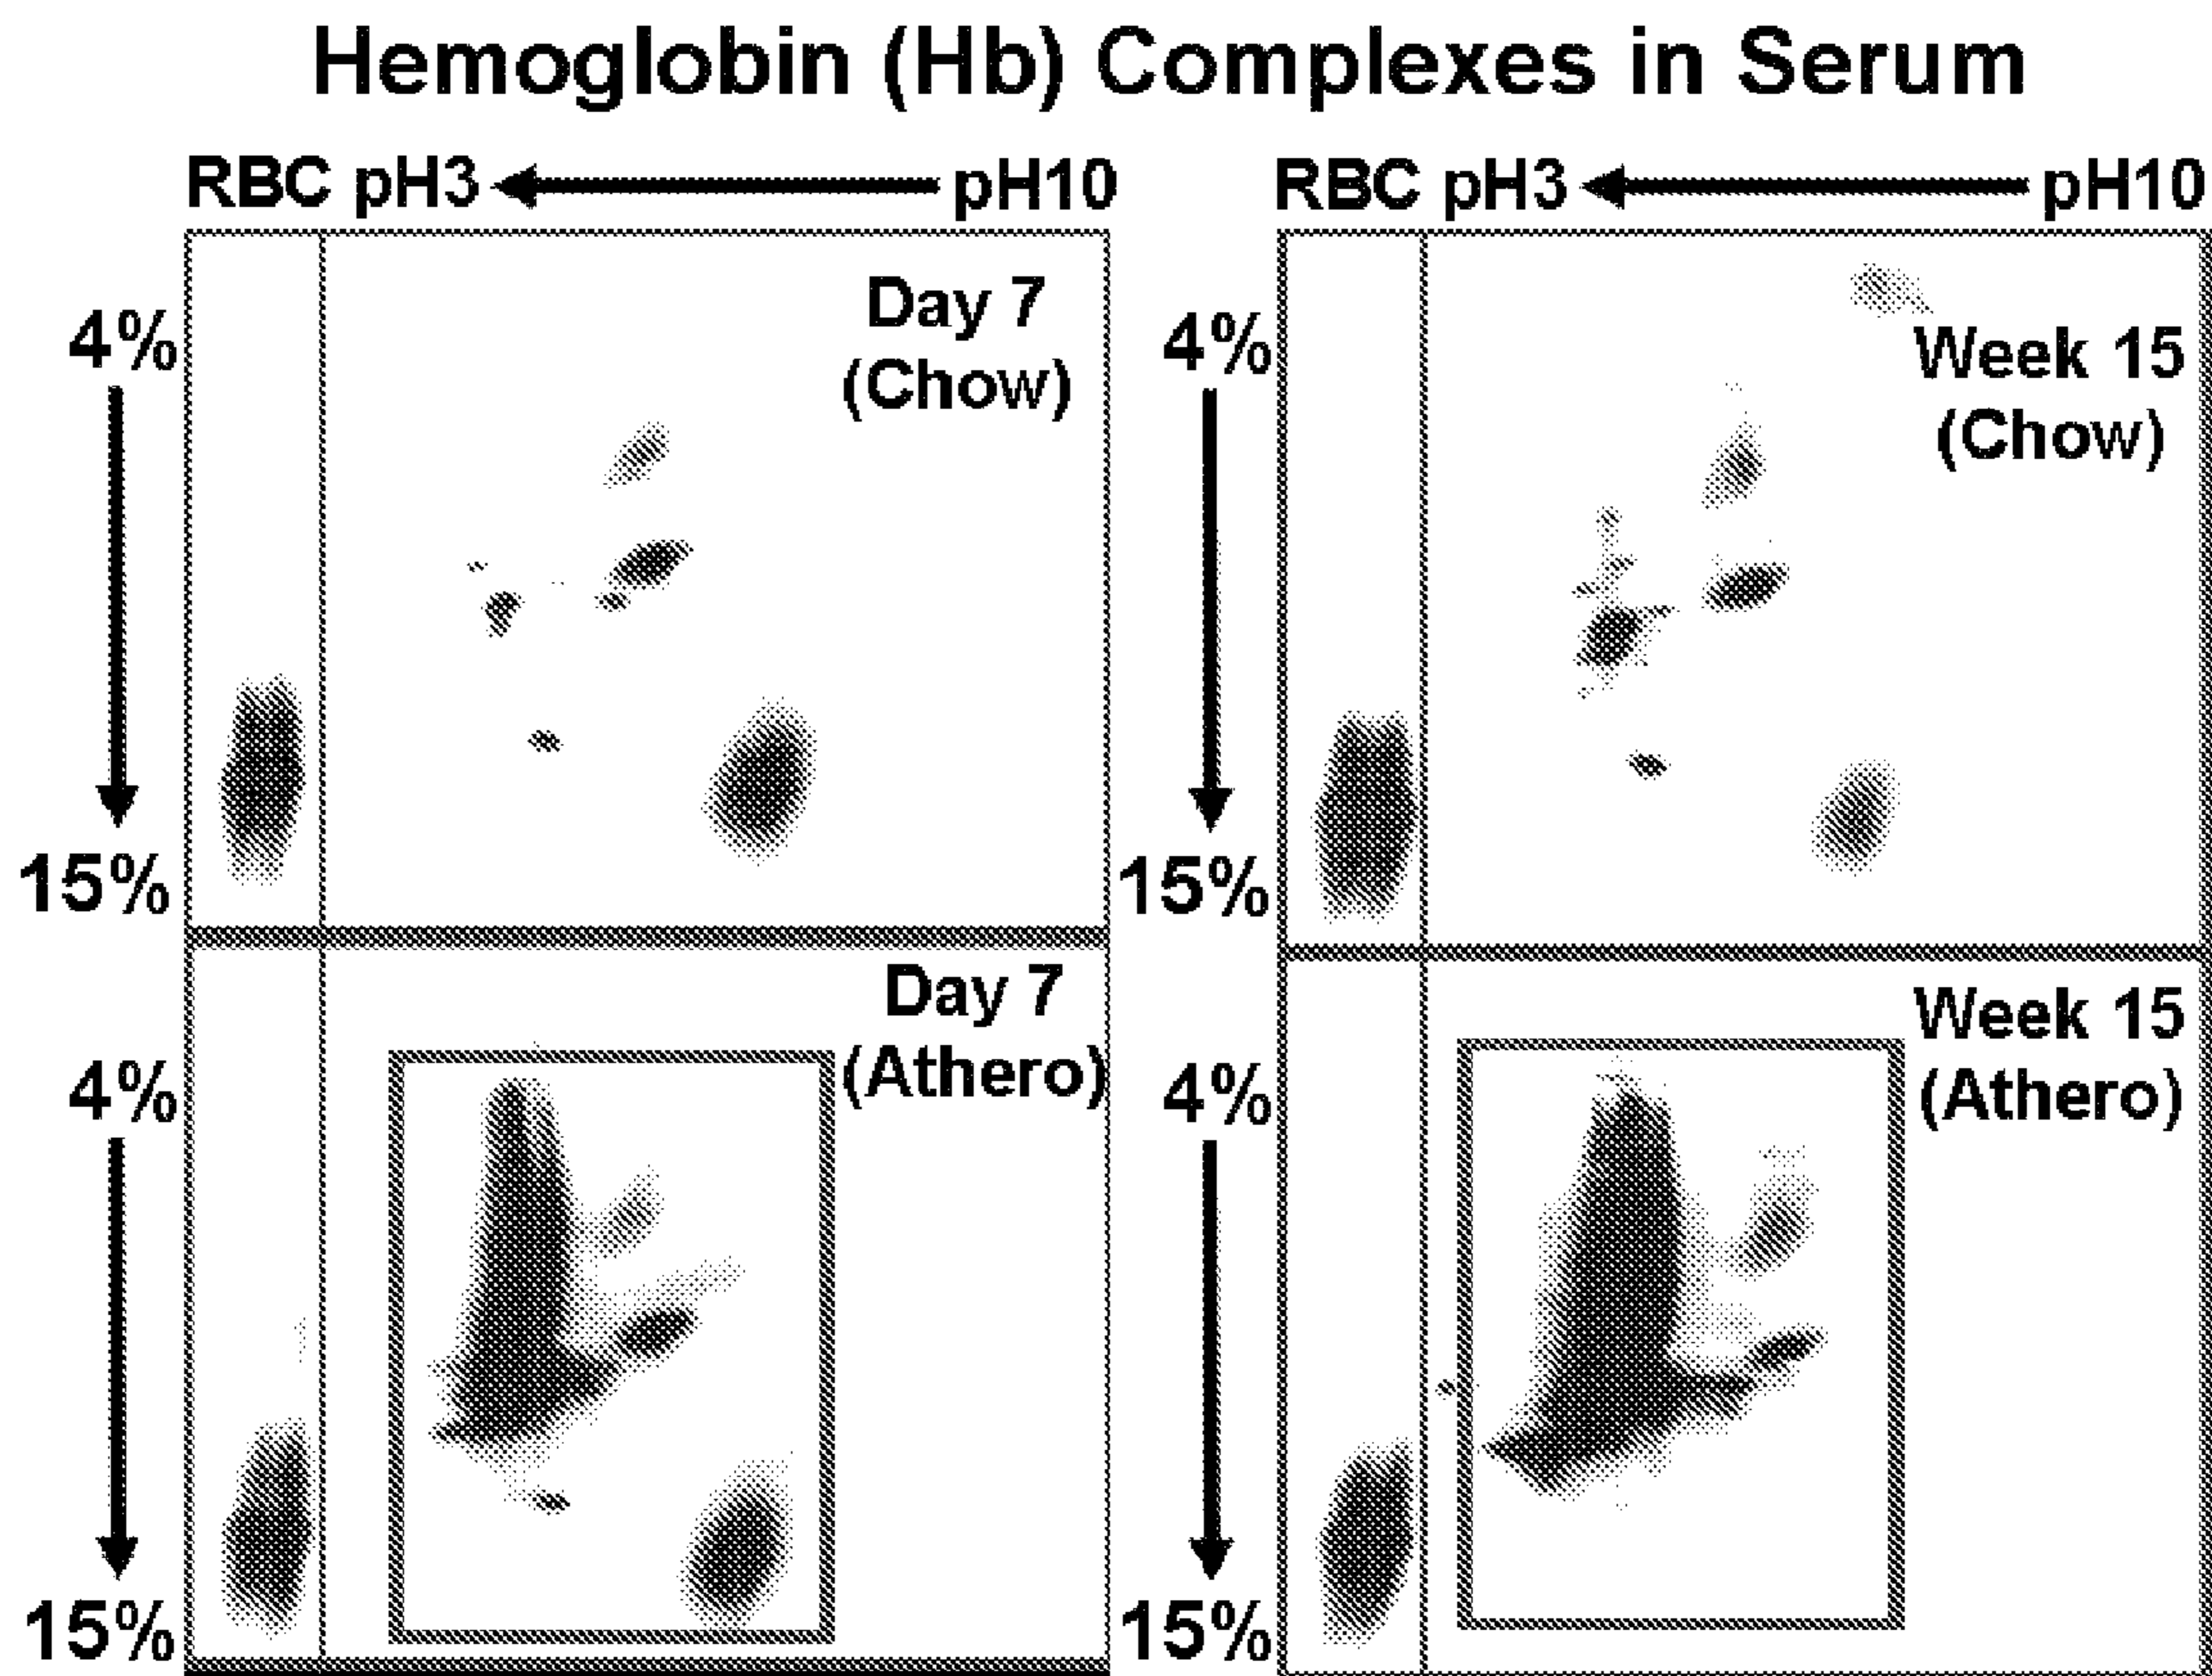 Hemoglobin (Hb) Complexes in Serum
RBC pH3 pH10
RBC pH3 pH10
Day 7
(Chow)
4%
15%
Week 15
(Chow)
4%
15%
Day 7
(Athero)
4%
15%
Week 15
(Athero)
4%
15%